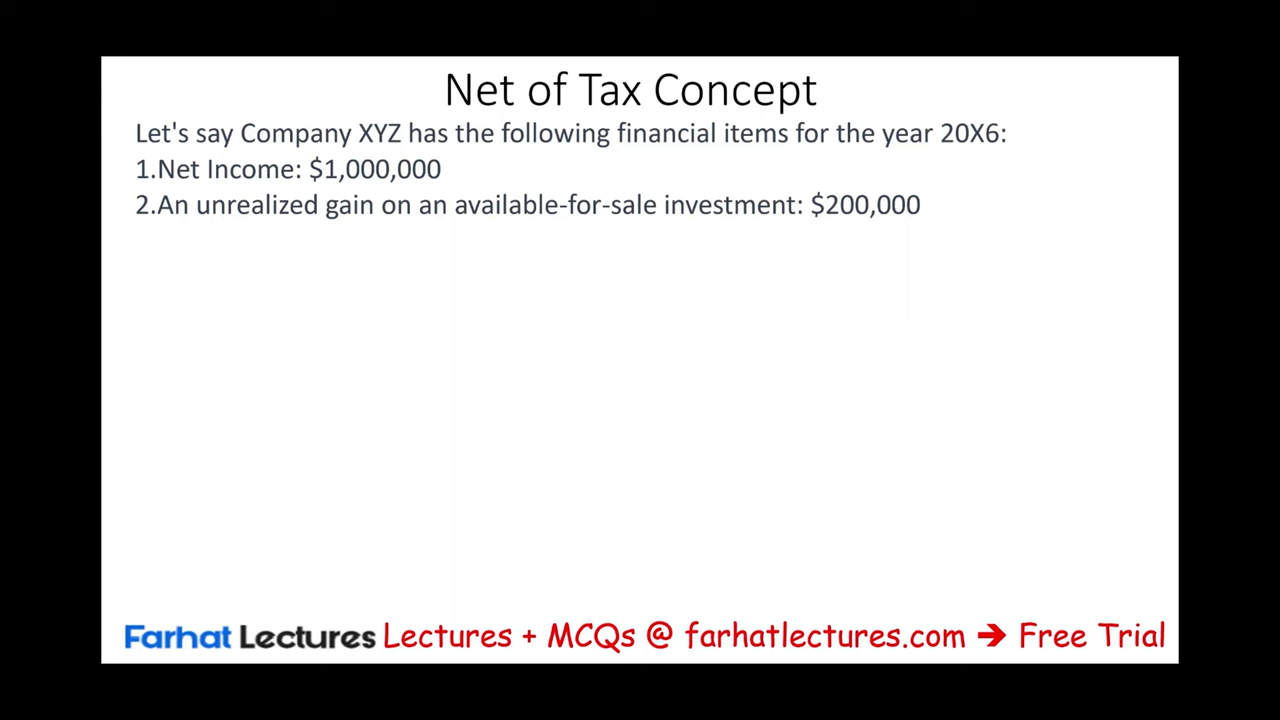 Net of Tax Concept
Let's say Company XYZ has the following financial items for the year 20X6:
1.Net Income: $1,000,000
2.An unrealized gain on an available-for-sale investment: $200,000
Farhat Lectures Lectures + MCQs @ farhatlectures.com ➔ Free Trial